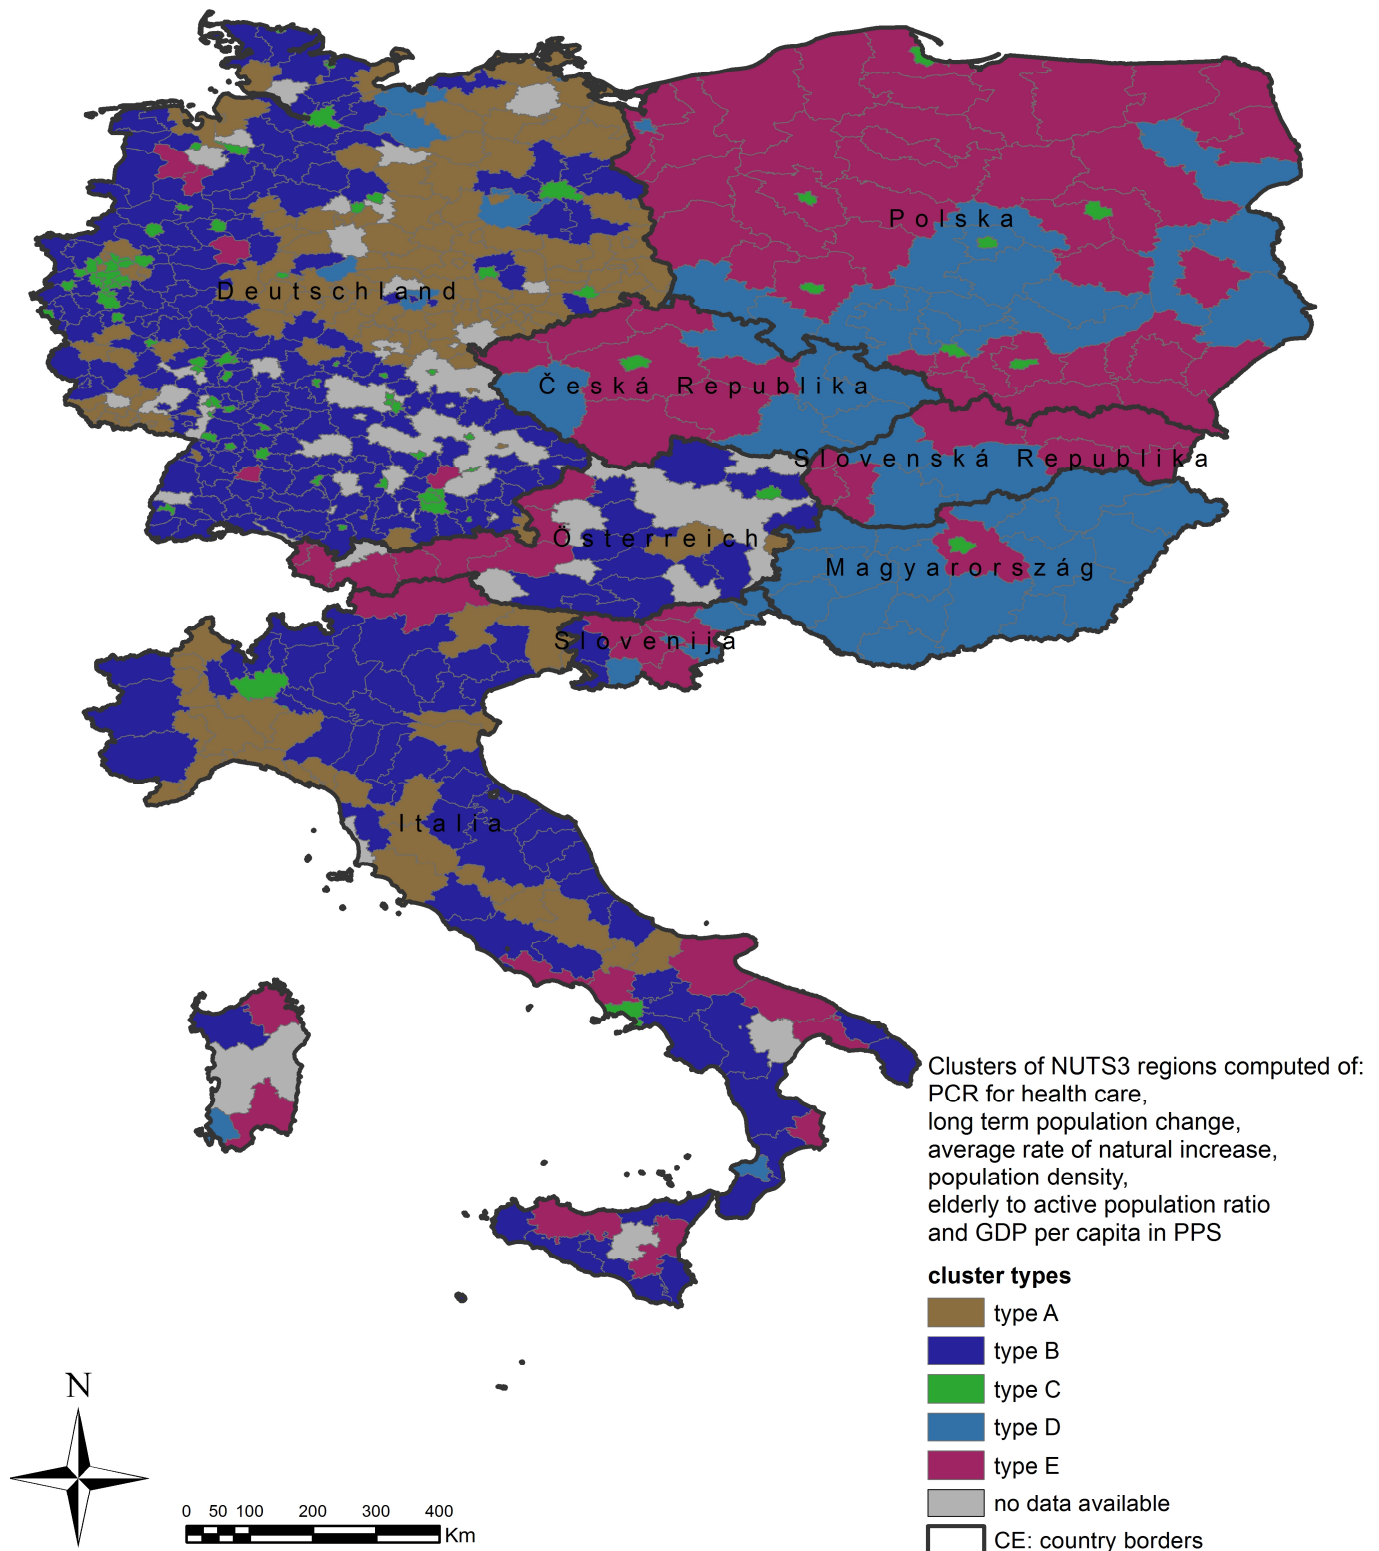 Polska
Deutschland
Česká Republika
Slovenská Republika
Österreich
Magyarország
Slovenija
Italia
Clusters of NUTS3 regions computed of:
PCR for health care,
long term population change,
average rate of natural increase,
population density,
elderly to active population ratio
and GDP per capita in PPS
cluster types
type A
type B
type C
type D
type E
no data available
CE: country borders
N
0 50 100 200 300 400
Km